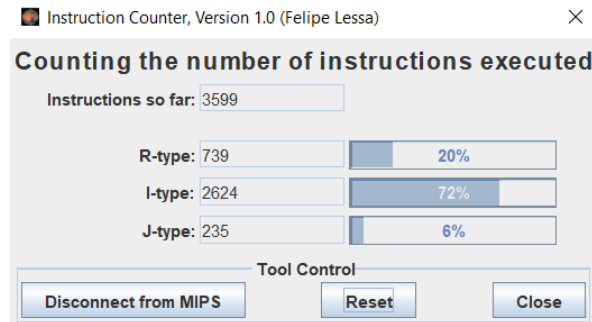 Instruction Counter, Version 1.0 (Felipe Lessa)
Counting the number of instructions executed
Instructions so far: 3599
R-type: 739 20%
I-type: 2624 72%
J-type: 235 6%
Tool Control
Disconnect from MIPS Reset Close